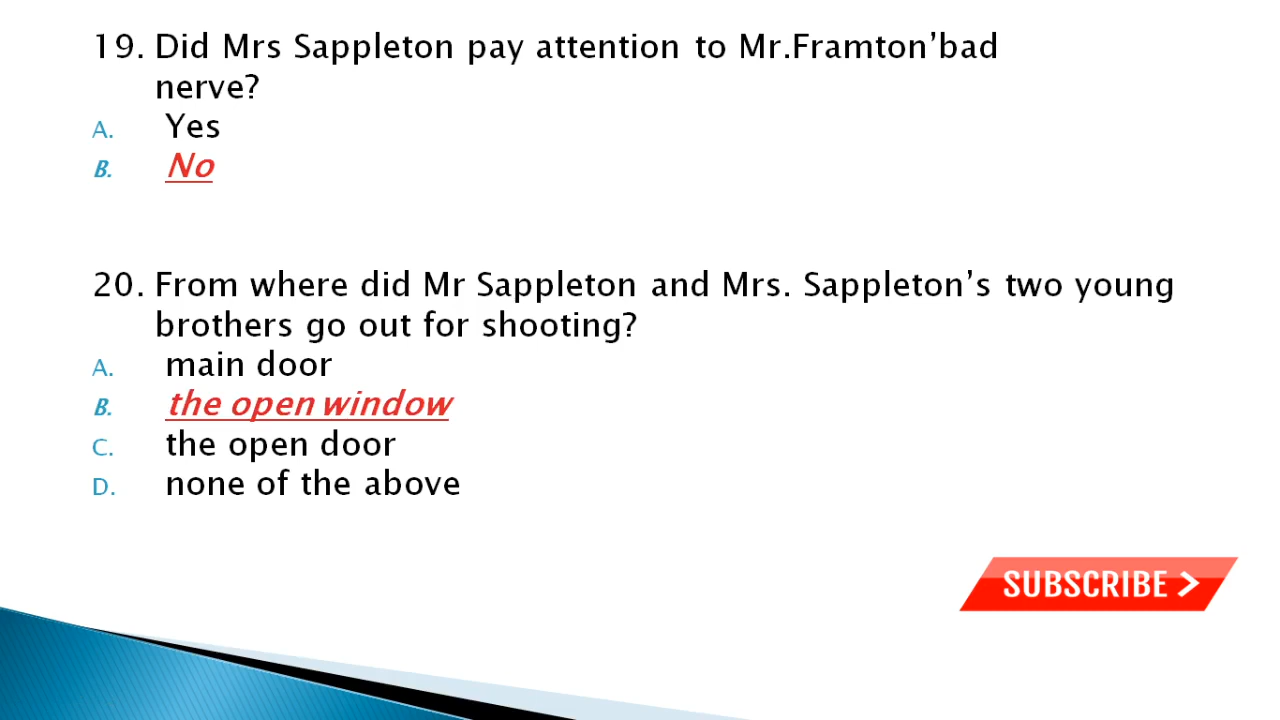 19. Did Mrs Sappleton pay attention to Mr.Framton’bad
nerve?
A. Yes
B. No
20. From where did Mr Sappleton and Mrs. Sappleton’s two young
brothers go out for shooting?
A. main door
B. the open window
C. the open door
D. none of the above
SUBSCRIBE >